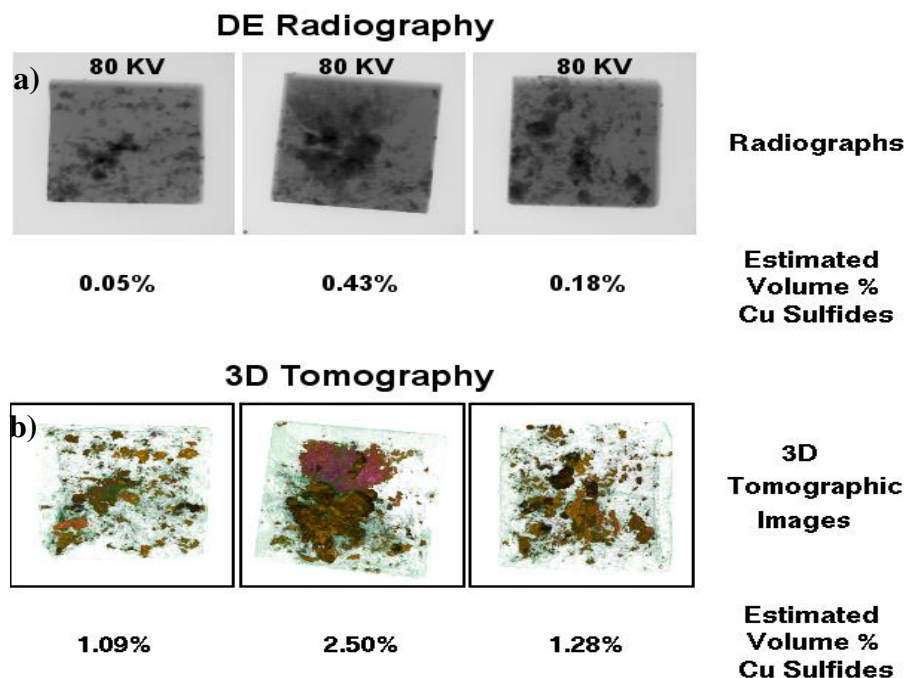 DE Radiography
a)
80 KV
80 KV
80 KV
Radiographs
0.05%
0.43%
0.18%
Estimated
Volume %
Cu Sulfides
3D Tomography
b)
3D
Tomographic
Images
1.09%
2.50%
1.28%
Estimated
Volume %
Cu Sulfides